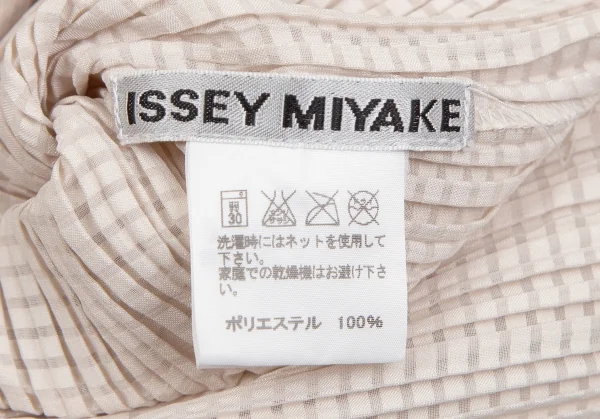 ISSEY MIYAKE
弱
30
洗濯時にはネットを使用して
下さい。
家庭での乾燥機はお避け下さ
い。
ポリエステル 100%